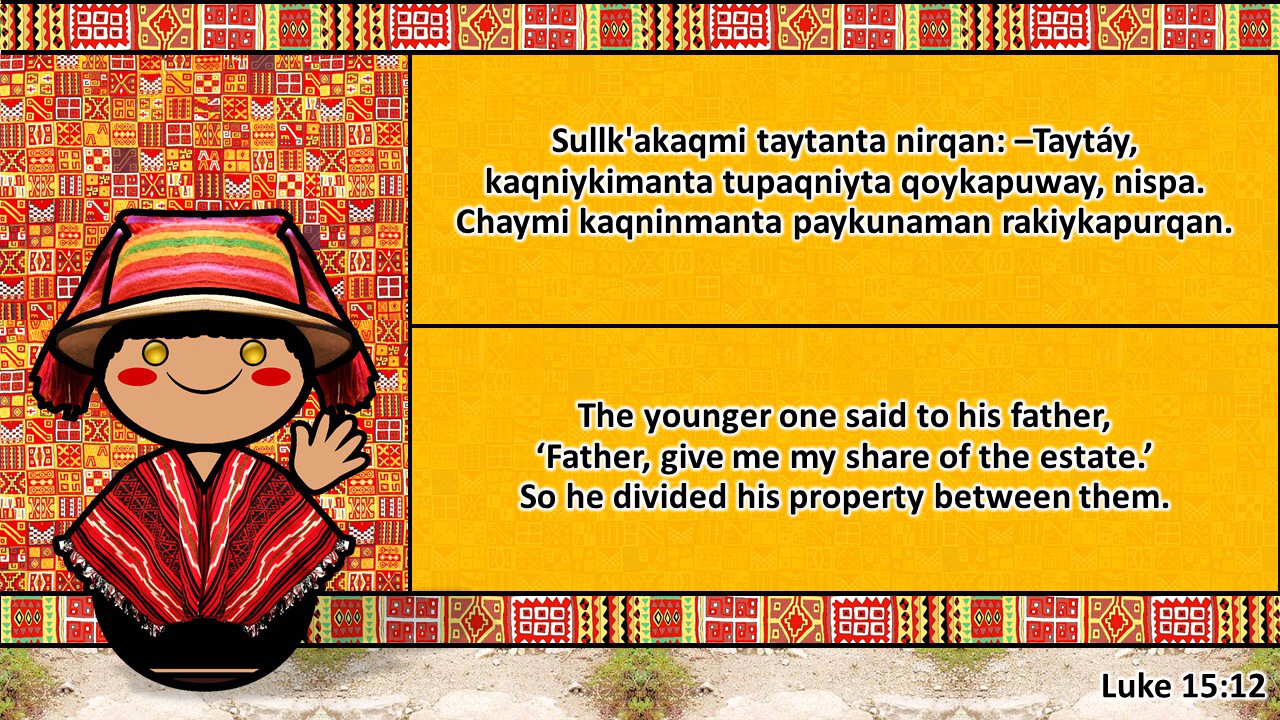 Sullk'akaqmi taytanta nirqan: –Taytáy,
kaqniykimanta tupaqniyta qoykapuway, nispa.
Chaymi kaqninmanta paykunaman rakiykapurqan.
The younger one said to his father,
‘Father, give me my share of the estate.’
So he divided his property between them.
Luke 15:12